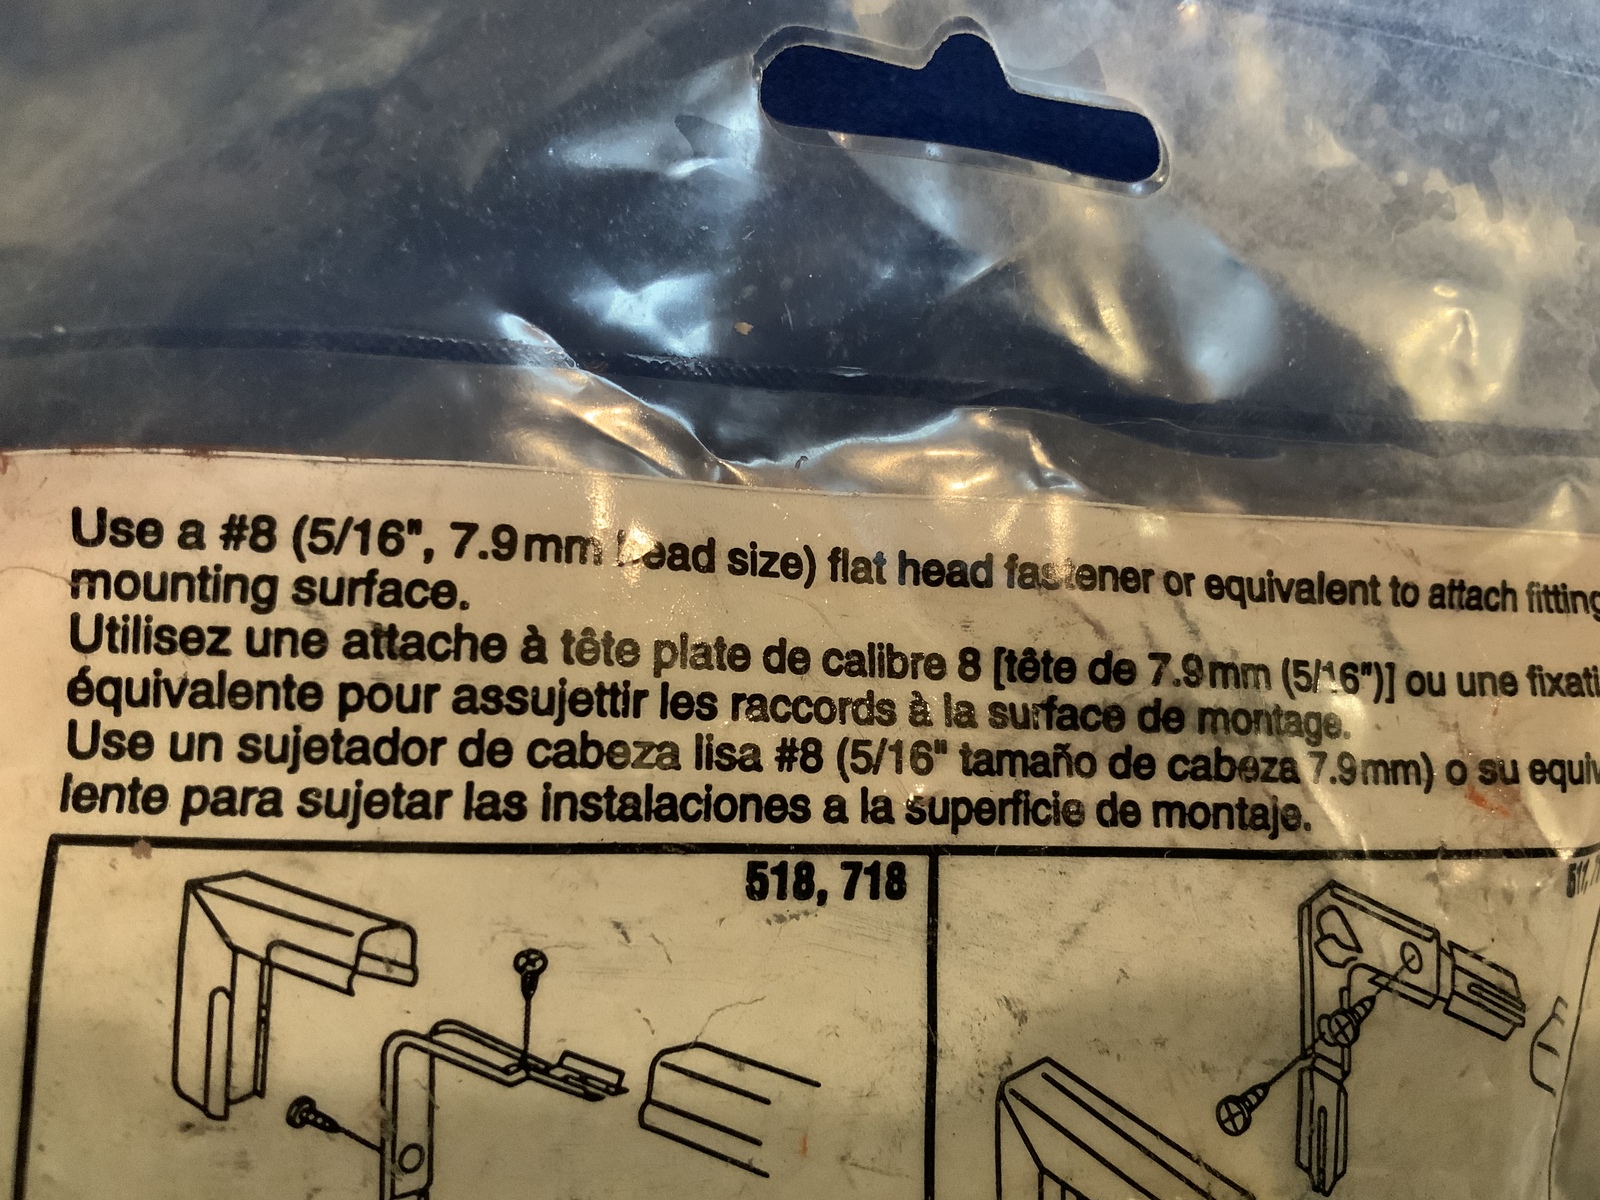 Use a #8 (5/16", 7.9mm head size) flat head fastener or equivalent to attach fitting
mounting surface.
Utilisez une attache à tête plate de calibre 8 [tête de 7.9mm (5/16")] ou une fixati
équivalente pour assujettir les raccords à la surface de montage.
Use un sujetador de cabeza lisa #8 (5/16" tamaño de cabeza 7.9mm) o su equiv
lente para sujetar las instalaciones a la superficie de montaje.
518, 718